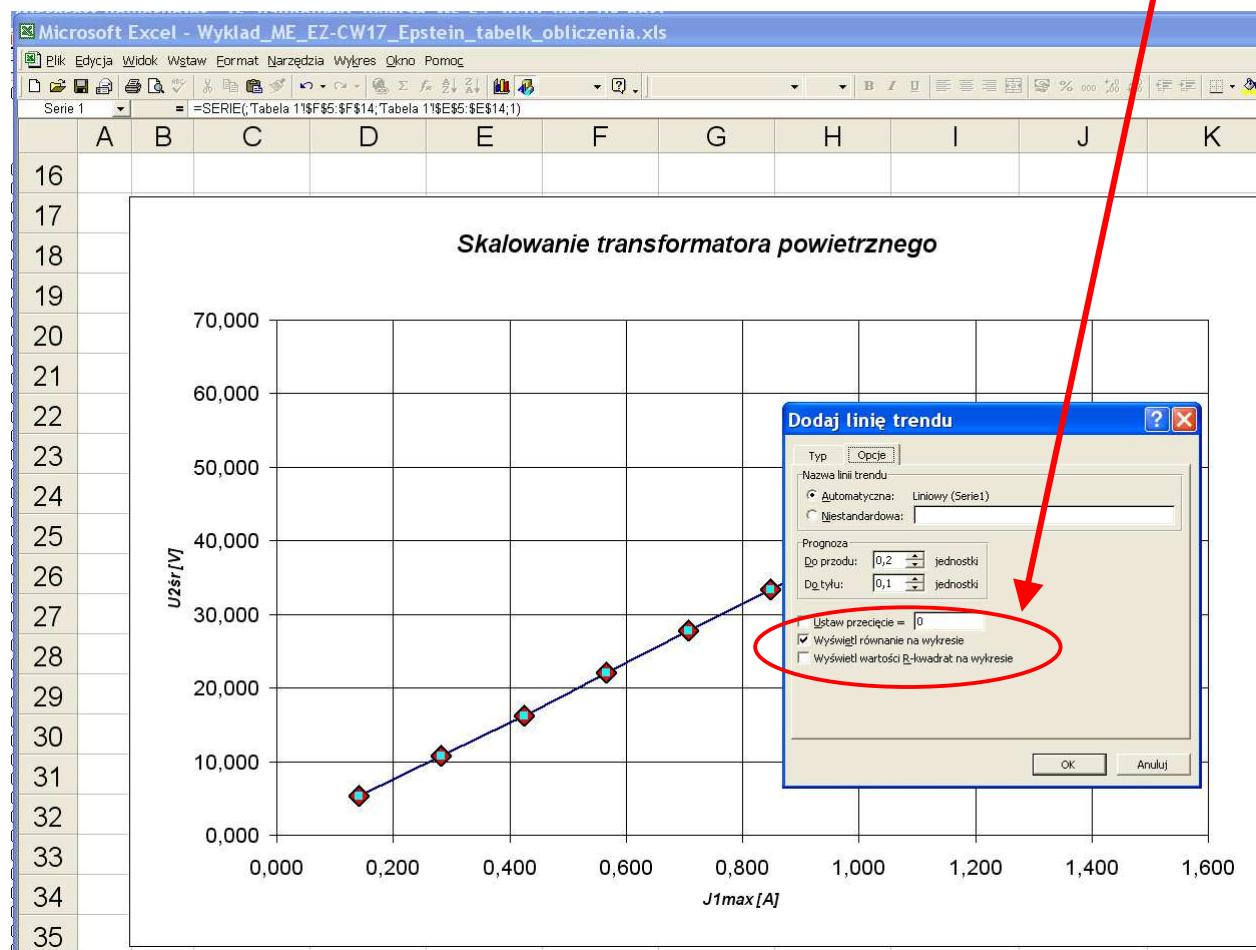 Microsoft Excel - Wyklad_ME_EZ-CW17_Epstein_tabelk_obliczenia.xls
Plik Edycja Widok Wstaw Format Narzędzia Wykres Okno Pomoc
Serie 1 = =SERIE(;'Tabela 1'!$F$5:$F$14;'Tabela 1'!$E$5:$E$14;1)
A B C D E F G H I J K
16
17
18
19
20
21
22
23
24
25
26
27
28
29
30
31
32
33
34
35
Skalowanie transformatora powietrznego
70,000
60,000
50,000
40,000
30,000
20,000
10,000
0,000
U2śr[V]
0,000 0,200 0,400 0,600 0,800 1,000 1,200 1,400 1,600
J1max [A]
Dodaj linię trendu
Typ Opcje
Nazwa linii trendu
Automatyczna: Liniowy (Serie1)
Niestandardowa:
Prognoza
Do przodu: 0,2 jednostki
Do tyłu: 0,1 jednostki
Ustaw przecięcie = 0
Wyświetl równanie na wykresie
Wyświetl wartości R-kwadrat na wykresie
OK Anuluj